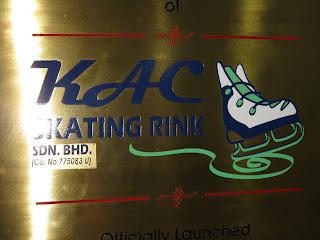 of
KAC
SKATING RINK
SDN. BHD.
(Co. No.775083 U)
Officially Launched